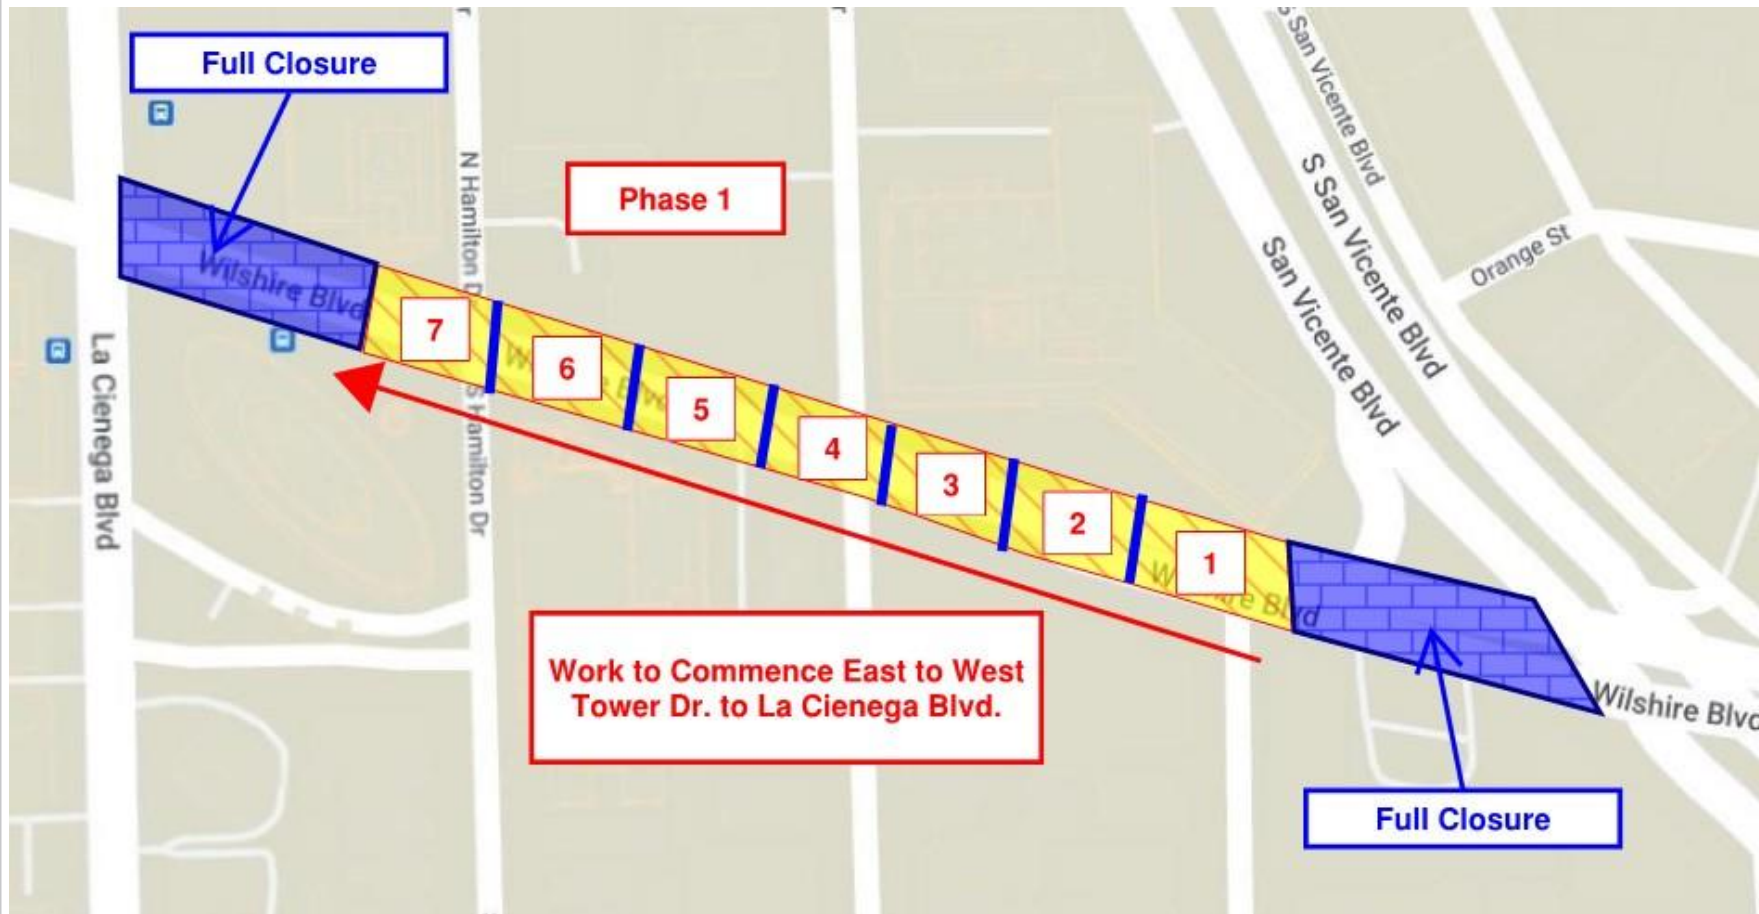 Full Closure
S San Vicente Blvd
S San Vicente Blvd
San Vicente Blvd
Orange St
Phase 1
Wilshire Blvd
La Cienega Blvd
S Hamilton Dr
7
6
5
4
3
2
1
Work to Commence East to West
Tower Dr. to La Cienega Blvd.
Full Closure